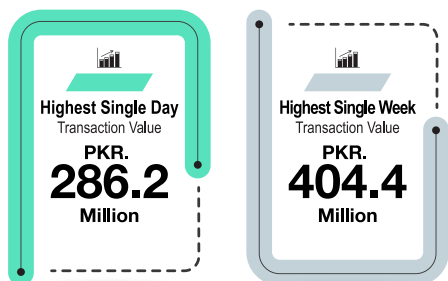 Highest Single Day
Transaction Value
PKR.
286.2
Million
Highest Single Week
Transaction Value
PKR.
404.4
Million